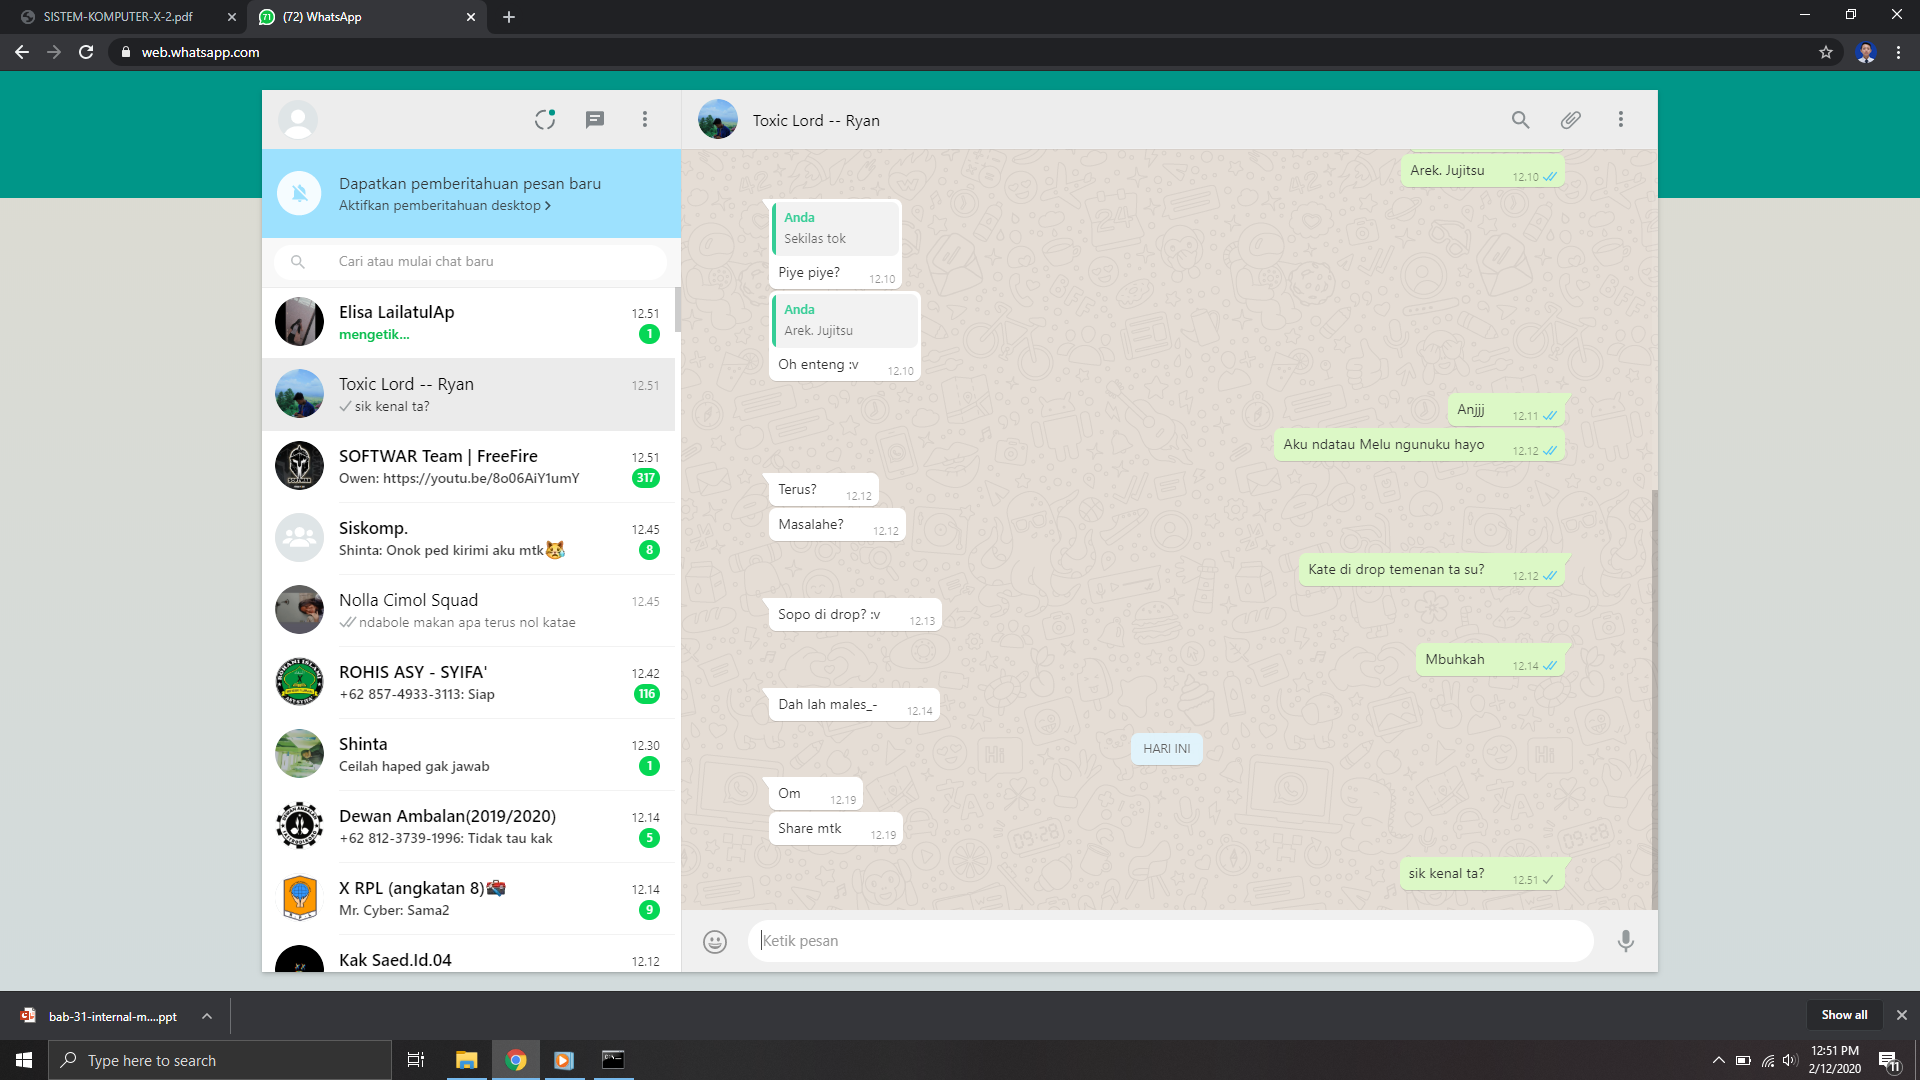 SISTEM-KOMPUTER-X-2.pdf
71
(72) WhatsApp
web.whatsapp.com
Toxic Lord -- Ryan
Dapatkan pemberitahuan pesan baru
Aktifkan pemberitahuan desktop >
Cari atau mulai chat baru
Elisa LailatulAp
12.51
mengetik...
1
Toxic Lord -- Ryan
12.51
sik kenal ta?
SOFTWAR Team | FreeFire
12.51
Owen: https://youtu.be/8o06AiY1umY
317
Siskomp.
12.45
Shinta: Onok ped kirimi aku mtk😿
8
Nolla Cimol Squad
12.45
ndabole makan apa terus nol katae
ROHIS ASY - SYIFA'
12.42
+62 857-4933-3113: Siap
116
Shinta
12.30
Ceilah haped gak jawab
1
Dewan Ambalan(2019/2020)
12.14
+62 812-3739-1996: Tidak tau kak
5
X RPL (angkatan 8)
12.14
Mr. Cyber: Sama2
9
Kak Saed.Id.04
12.12
Arek. Jujitsu
12.10
Anda
Sekilas tok
Piye piye?
12.10
Anda
Arek. Jujitsu
Oh enteng :v
12.10
Anjjj
12.11
Aku ndatau Melu ngunuku hayo
12.12
Terus?
12.12
Masalahe?
12.12
Kate di drop temenan ta su?
12.12
Sopo di drop? :v
12.13
Mbuhkah
12.14
Dah lah males_-
12.14
HARI INI
Om
12.19
Share mtk
12.19
sik kenal ta?
12.51
Ketik pesan
bab-31-internal-m....ppt
Show all
Type here to search
12:51 PM
2/12/2020
11